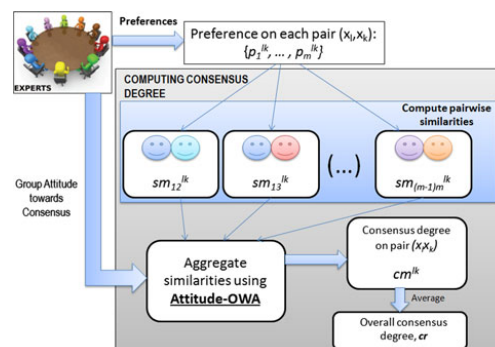 Preferences
Preference on each pair (xₗ,xₖ):
{p₁ˡᵏ, ... , pₘˡᵏ}
EXPERTS
COMPUTING CONSENSUS
DEGREE
Compute pairwise
similarities
sm₁₂ˡᵏ
sm₁₃ˡᵏ
(...)
sm₍ₘ₋₁₎ₘˡᵏ
Group Attitude
towards
Consensus
Aggregate
similarities using
Attitude-OWA
Consensus degree
on pair (xₗxₖ)
cmˡᵏ
Average
Overall consensus
degree, cr